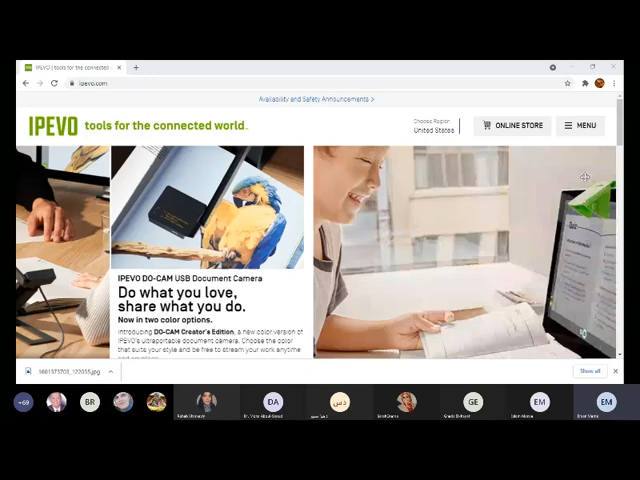 IPEVO | tools for the connected
ipevo.com
Availability and Safety Announcements >
IPEVO tools for the connected world.
Choose Region
United States
ONLINE STORE
MENU
IPEVO DO-CAM USB Document Camera
Do what you love,
share what you do.
Now in two color options.
Introducing DO-CAM Creator's Edition, a new color version of
IPEVO's ultraportable document camera. Choose the color
that suits your style and be free to stream your work anytime
Show all
+69
BR
DA
دس
GE
EM
EM